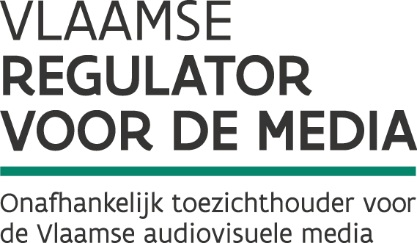 VLAAMSE
REGULATOR
VOOR DE MEDIA
Onafhankelijk toezichthouder voor
de Vlaamse audiovisuele media